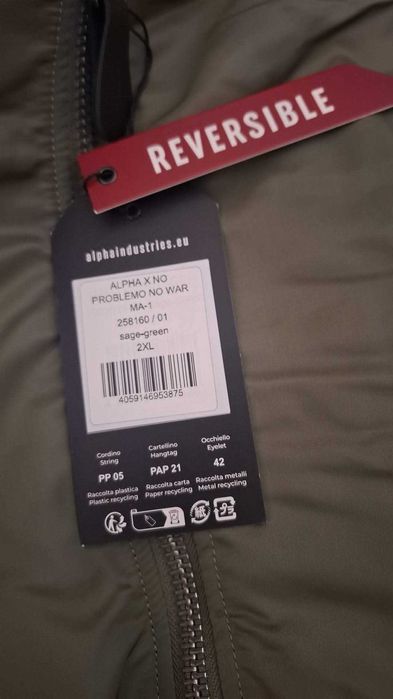 REVERSIBLE
alphaindustries.eu
ALPHA X NO
PROBLEMO NO WAR
MA-1
258160 / 01
sage-green
2XL
4059146953875
Cordino Cartellino Occhiello
String Hangtag Eyelet
PP 05 PAP 21 42
Raccolta plastica Raccolta carta Raccolta metalli
Plastic recycling Paper recycling Metal recycling